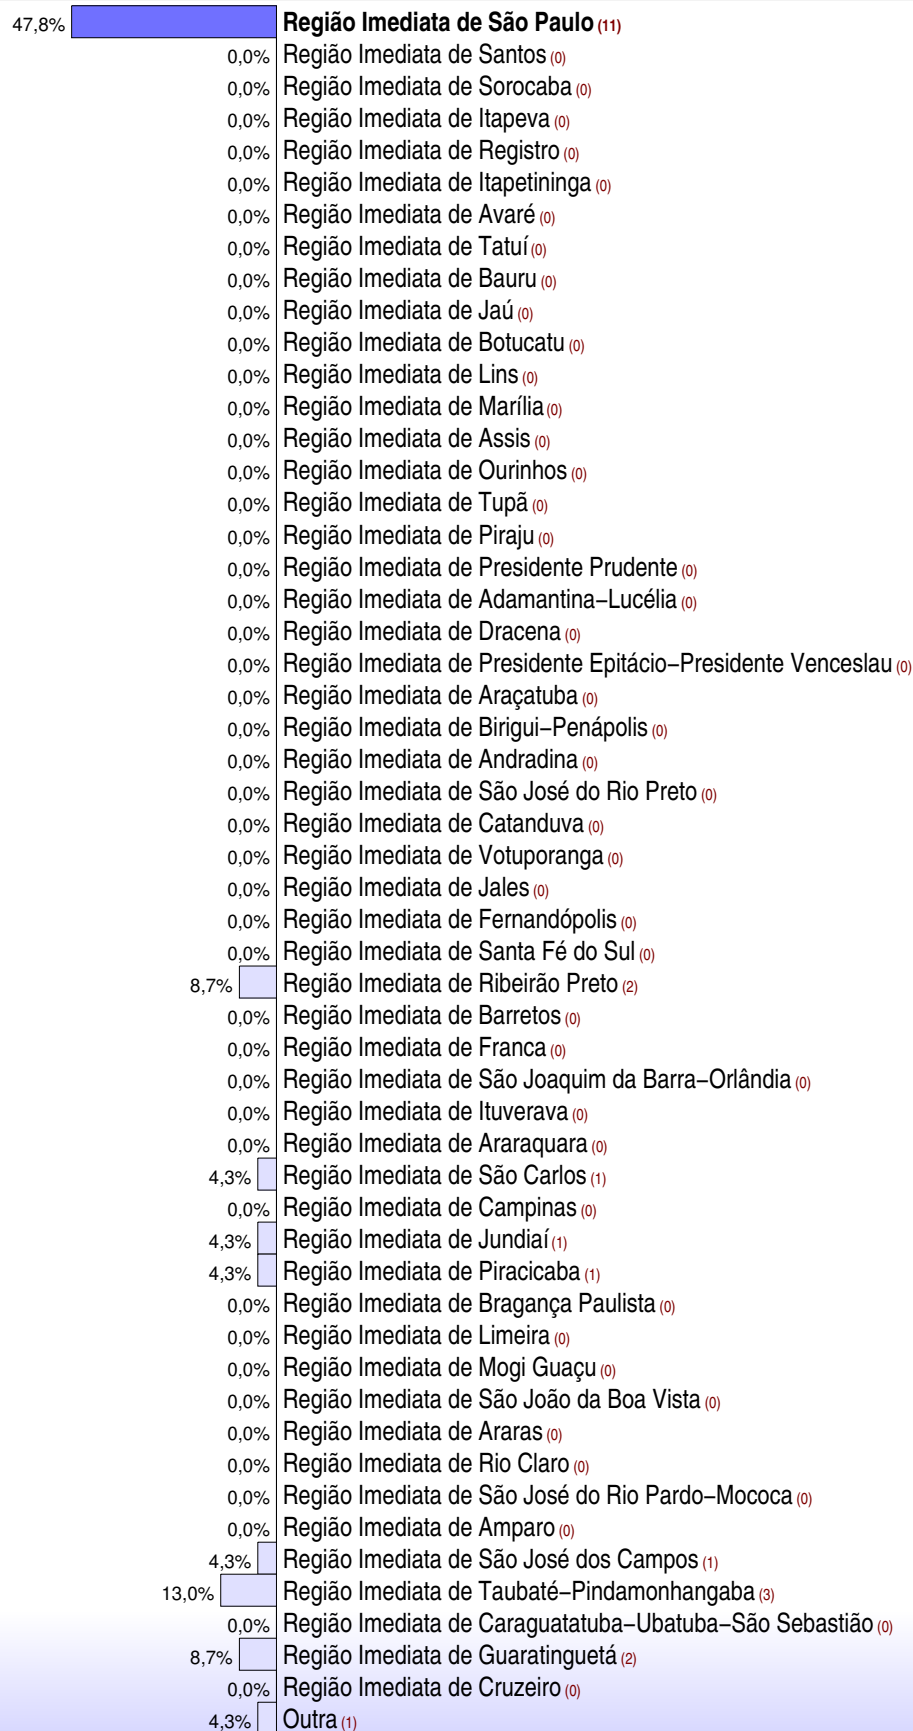 47,8% Região Imediata de São Paulo (11)
0,0% Região Imediata de Santos (0)
0,0% Região Imediata de Sorocaba (0)
0,0% Região Imediata de Itapeva (0)
0,0% Região Imediata de Registro (0)
0,0% Região Imediata de Itapetininga (0)
0,0% Região Imediata de Avaré (0)
0,0% Região Imediata de Tatuí (0)
0,0% Região Imediata de Bauru (0)
0,0% Região Imediata de Jaú (0)
0,0% Região Imediata de Botucatu (0)
0,0% Região Imediata de Lins (0)
0,0% Região Imediata de Marília (0)
0,0% Região Imediata de Assis (0)
0,0% Região Imediata de Ourinhos (0)
0,0% Região Imediata de Tupã (0)
0,0% Região Imediata de Piraju (0)
0,0% Região Imediata de Presidente Prudente (0)
0,0% Região Imediata de Adamantina−Lucélia (0)
0,0% Região Imediata de Dracena (0)
0,0% Região Imediata de Presidente Epitácio−Presidente Venceslau (0)
0,0% Região Imediata de Araçatuba (0)
0,0% Região Imediata de Birigui−Penápolis (0)
0,0% Região Imediata de Andradina (0)
0,0% Região Imediata de São José do Rio Preto (0)
0,0% Região Imediata de Catanduva (0)
0,0% Região Imediata de Votuporanga (0)
0,0% Região Imediata de Jales (0)
0,0% Região Imediata de Fernandópolis (0)
0,0% Região Imediata de Santa Fé do Sul (0)
8,7% Região Imediata de Ribeirão Preto (2)
0,0% Região Imediata de Barretos (0)
0,0% Região Imediata de Franca (0)
0,0% Região Imediata de São Joaquim da Barra−Orlândia (0)
0,0% Região Imediata de Ituverava (0)
0,0% Região Imediata de Araraquara (0)
4,3% Região Imediata de São Carlos (1)
0,0% Região Imediata de Campinas (0)
4,3% Região Imediata de Jundiaí (1)
4,3% Região Imediata de Piracicaba (1)
0,0% Região Imediata de Bragança Paulista (0)
0,0% Região Imediata de Limeira (0)
0,0% Região Imediata de Mogi Guaçu (0)
0,0% Região Imediata de São João da Boa Vista (0)
0,0% Região Imediata de Araras (0)
0,0% Região Imediata de Rio Claro (0)
0,0% Região Imediata de São José do Rio Pardo−Mococa (0)
0,0% Região Imediata de Amparo (0)
4,3% Região Imediata de São José dos Campos (1)
13,0% Região Imediata de Taubaté−Pindamonhangaba (3)
0,0% Região Imediata de Caraguatatuba−Ubatuba−São Sebastião (0)
8,7% Região Imediata de Guaratinguetá (2)
0,0% Região Imediata de Cruzeiro (0)
4,3% Outra (1)